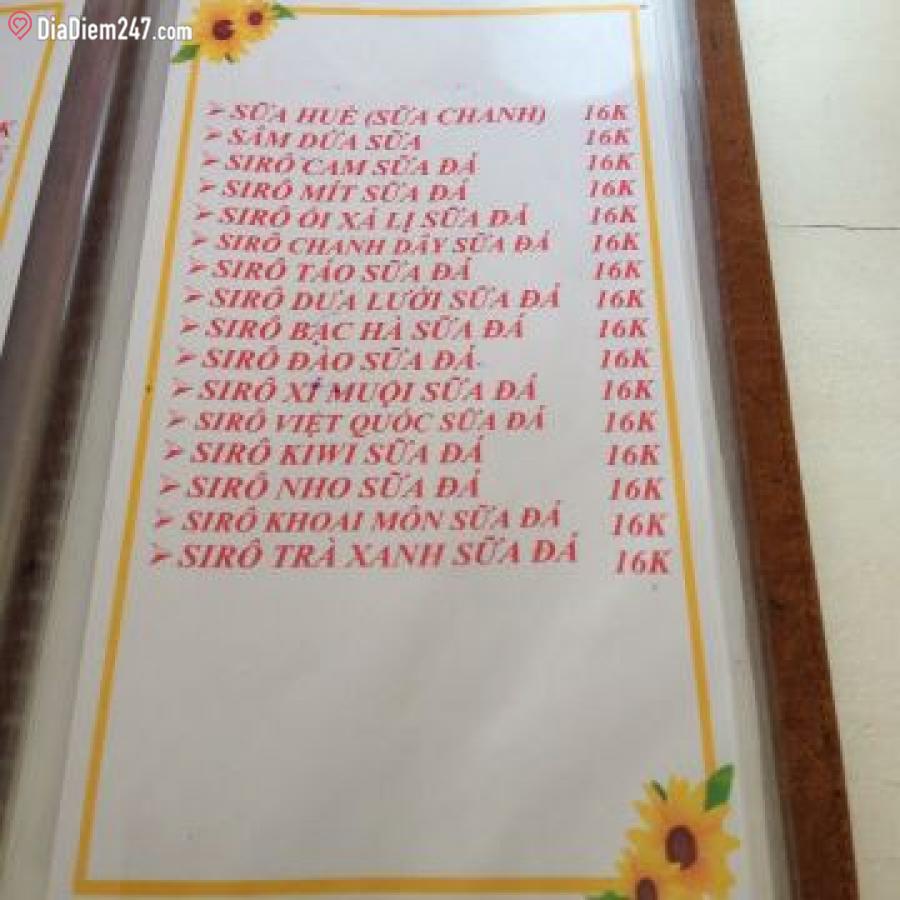 DiaDiem247.com
➢ SỮA HUÈ (SỮA CHANH) 16K
➢ SÂM DỨA SỮA 16K
➢ SIRÔ CAM SỮA ĐÁ 16K
➢ SIRÔ MÍT SỮA ĐÁ 16K
➢ SIRÔ ỔI XÁ LỊ SỮA ĐÁ 16K
➢ SIRÔ CHANH DÂY SỮA ĐÁ 16K
➢ SIRÔ TÁO SỮA ĐÁ 16K
➢ SIRÔ DƯA LƯỚI SỮA ĐÁ 16K
➢ SIRÔ BẠC HÀ SỮA ĐÁ 16K
➢ SIRÔ ĐÀO SỮA ĐÁ 16K
➢ SIRÔ XÍ MUỘI SỮA ĐÁ 16K
➢ SIRÔ VIỆT QUỐC SỮA ĐÁ 16K
➢ SIRÔ KIWI SỮA ĐÁ 16K
➢ SIRÔ NHO SỮA ĐÁ 16K
➢ SIRÔ KHOAI MÔN SỮA ĐÁ 16K
➢ SIRÔ TRÀ XANH SỮA ĐÁ 16K